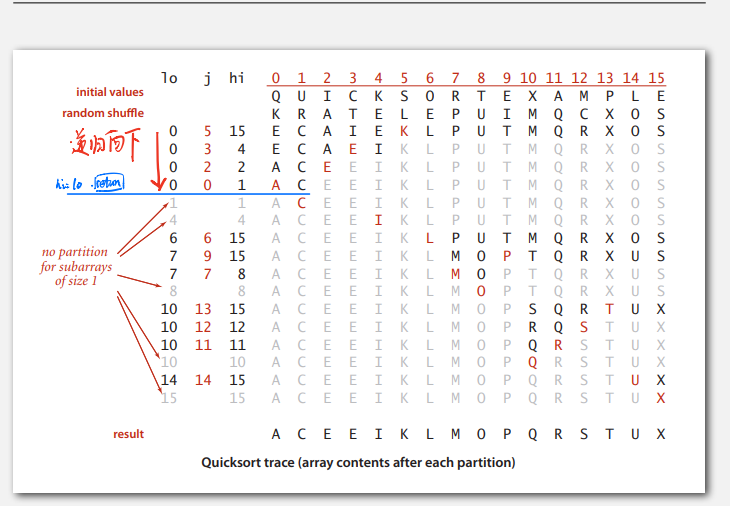 lo j hi 0 1 2 3 4 5 6 7 8 9 10 11 12 13 14 15
initial values Q U I C K S O R T E X A M P L E
random shuffle K R A T E L E P U I M Q C X O S
0 5 15 E C A I E K L P U T M Q R X O S
递归向下
0 3 4 E C A E I K L P U T M Q R X O S
0 2 2 A C E E I K L P U T M Q R X O S
return
0 0 1 A C E E I K L P U T M Q R X O S
1 1 A C E E I K L P U T M Q R X O S
4 4 A C E E I K L P U T M Q R X O S
6 6 15 A C E E I K L P U T M Q R X O S
no partition
for subarrays
of size 1
7 9 15 A C E E I K L M O P T Q R X U S
7 7 8 A C E E I K L M O P T Q R X U S
8 8 A C E E I K L M O P T Q R X U S
10 13 15 A C E E I K L M O P S Q R T U X
10 12 12 A C E E I K L M O P R Q S T U X
10 11 11 A C E E I K L M O P Q R S T U X
10 10 A C E E I K L M O P Q R S T U X
14 14 15 A C E E I K L M O P Q R S T U X
15 15 A C E E I K L M O P Q R S T U X
result A C E E I K L M O P Q R S T U X
Quicksort trace (array contents after each partition)